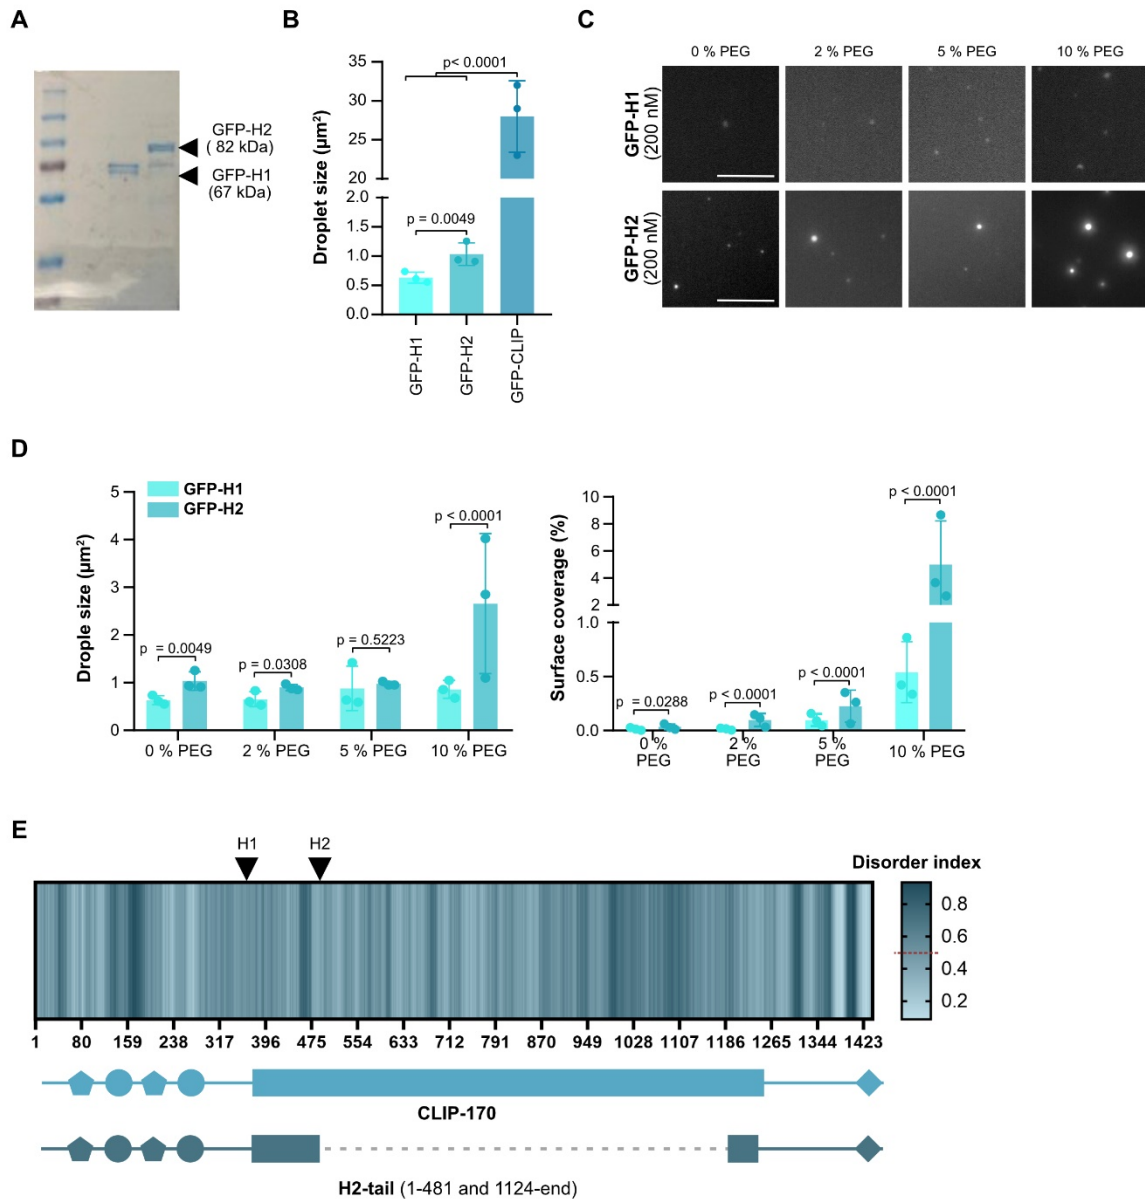 A
GFP-H2
( 82 kDa)
GFP-H1
(67 kDa)
B
Droplet size (µm²)
35
30
25
20
2.0
1.5
1.0
0.5
0.0
p< 0.0001
p = 0.0049
GFP-H1
GFP-H2
GFP-CLIP
C
0 % PEG
2 % PEG
5 % PEG
10 % PEG
GFP-H1
(200 nM)
GFP-H2
(200 nM)
D
GFP-H1
GFP-H2
Drople size (µm²)
5
4
3
2
1
0
p = 0.0049
p = 0.0308
p = 0.5223
p < 0.0001
0 % PEG
2 % PEG
5 % PEG
10 % PEG
Surface coverage (%)
10
8
6
4
2
1.0
0.5
0.0
p = 0.0288
p <0.0001
p <0.0001
p < 0.0001
0 %
PEG
2 %
PEG
5 %
PEG
10 % PEG
E
H1
H2
Disorder index
0.8
0.6
0.4
0.2
1 80 159 238 317 396 475 554 633 712 791 870 949 1028 1107 1186 1265 1344 1423
CLIP-170
H2-tail (1-481 and 1124-end)